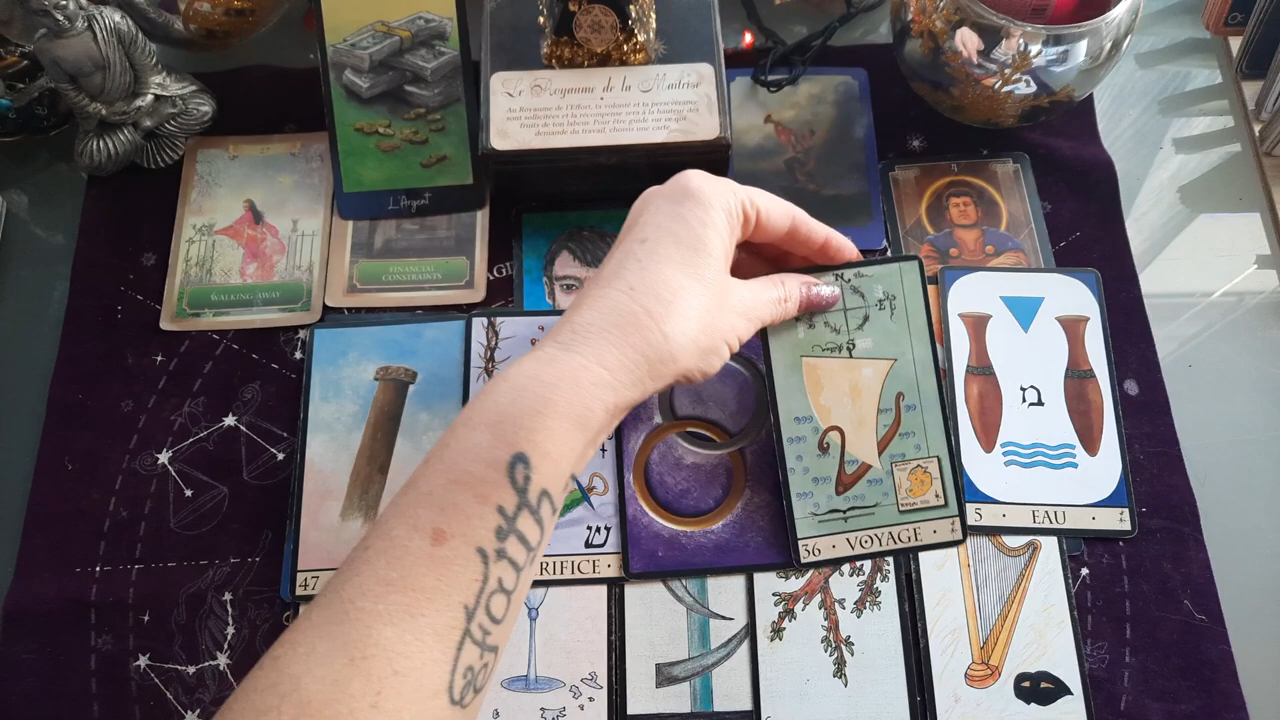 Le Royaume de la Maîtrise
Au Royaume de l'Effort, ta volonté et ta persévérance
sont sollicitées et la récompense sera à la hauteur des
fruits de ton labeur. Pour être guidé sur ce qui
demande du travail, choisis une carte.
L'Argent
WALKING AWAY
FINANCIAL
CONSTRAINTS
N
E
S
מ
ש
47
RIFICE
36 · VOYAGE
5 · EAU
Faith